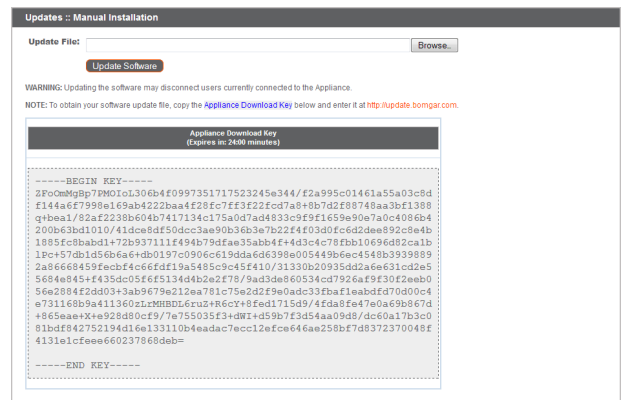 Updates :: Manual Installation
Update File:
Browse..
Update Software
WARNING: Updating the software may disconnect users currently connected to the Appliance.
NOTE: To obtain your software update file, copy the Appliance Download Key below and enter it at http://update.bomgar.com.
Appliance Download Key
(Expires in: 24:00 minutes)
-----BEGIN KEY-----
ZFoOmMgBp7PMOIoL306b4f0997351717523245e344/f2a995c01461a55a03c8d
f144a6f7998e169ab4222baa4f28fc7ff3f22fcd7a8+8b7d2f88748aa3bf1388
q+bea1/82af2238b604b7417134c175a0d7ad4833c9f9f1659e90e7a0c4086b4
200b63bd1010/41dce8df50dcc3ae90b36b3e7b22f4f03d0fc6d2dee892c8e4b
1885fc8babd1+72b937111f494b79dfae35abb4f+4d3c4c78fbb10696d82ca1b
lPc+57db1d56b6a6+db0197c0906c619dda6d6398e005449b6ec4548b3939889
2a86668459fecbf4c66fdf19a5485c9c45f410/31330b20935dd2a6e631cd2e5
5684e845+f435dc05f6f5134d4b2e2f78/9ad3de860534cd7926af9f30f2eeb0
56e2884f2dd03+3ab9679e212ea781c75e2d2f9e0adc33fbaf1eabdfd70d00c4
e731168b9a411360zLrMHBDL6ruZ+R6cY+8fed1715d9/4fda8fe47e0a69b867d
+865eae+X+e928d80cf9/7e755035f3+dWI+d59b7f3d54aa09d8/dc60a17b3c0
81bdf842752194d16e133110b4eadac7ecc12efce646ae258bf7d8372370048f
4131e1cfeee660237868deb=
-----END KEY-----